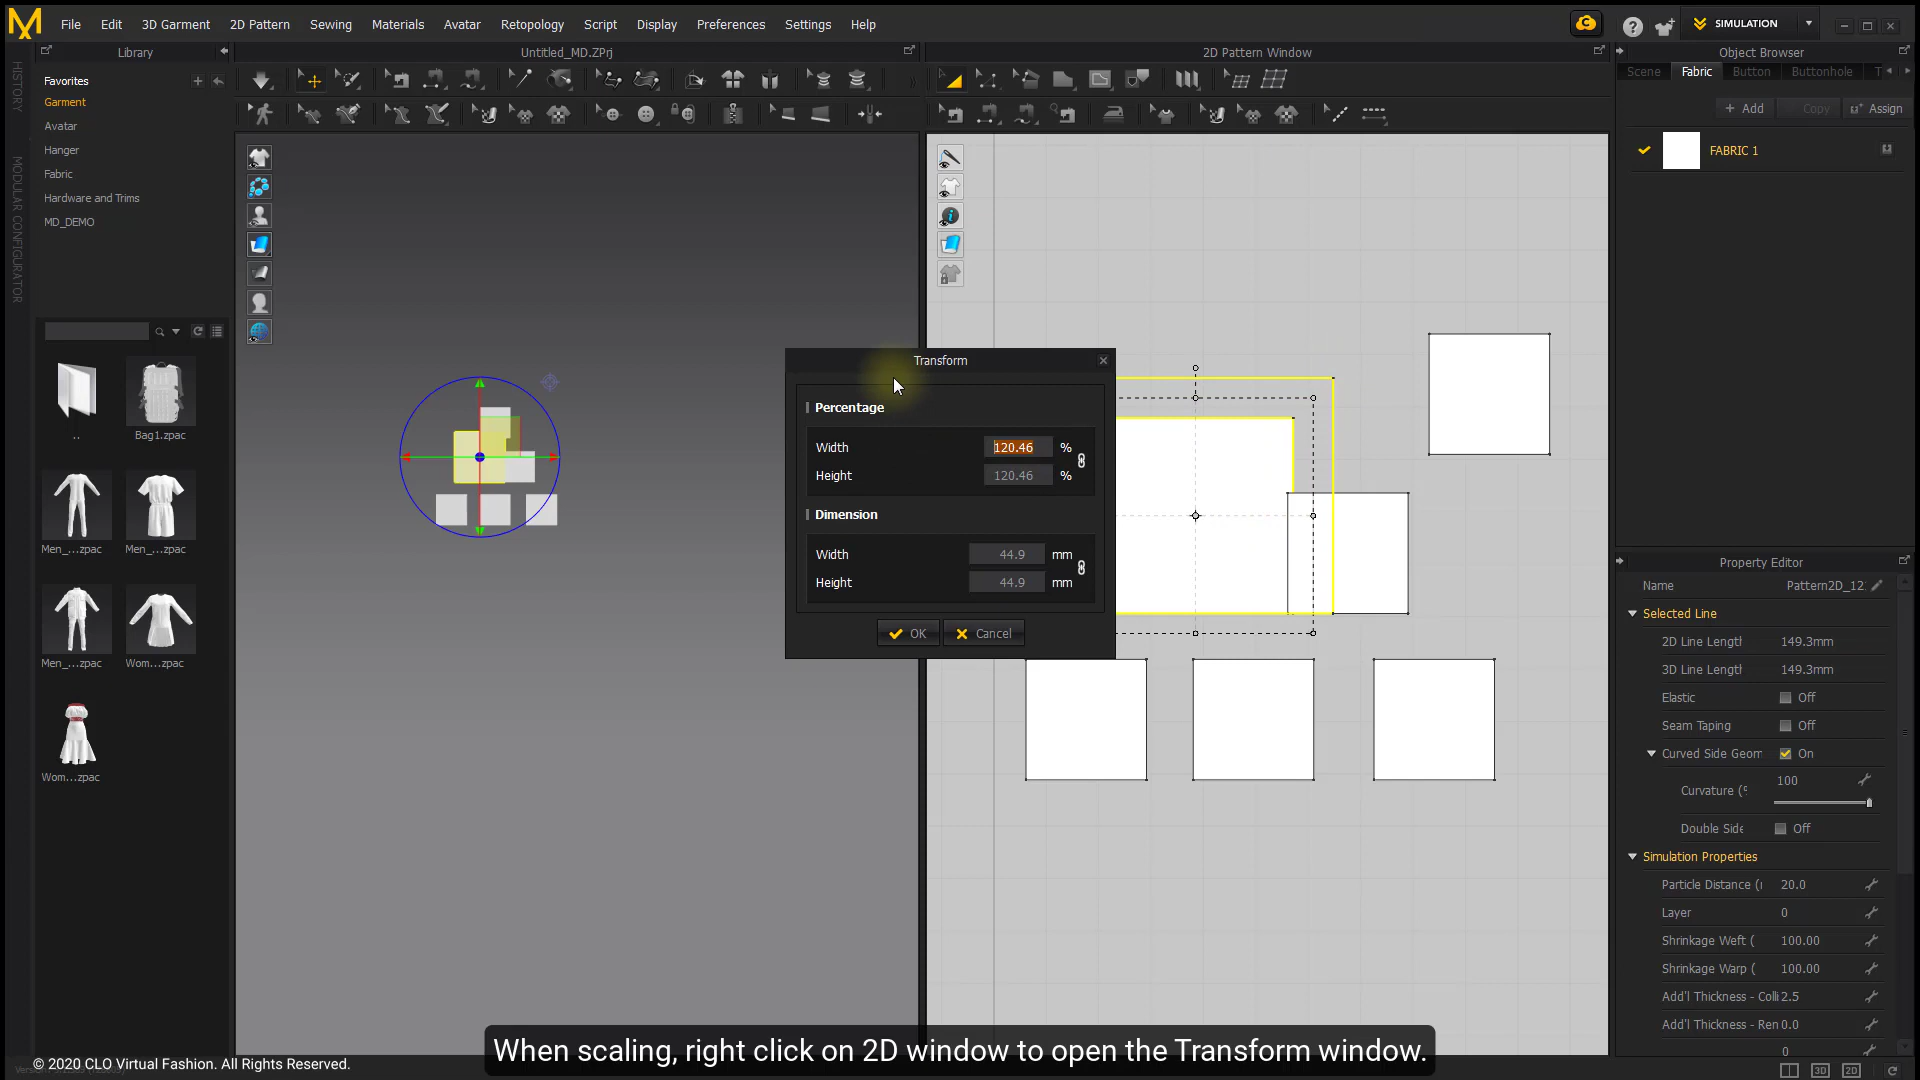 File Edit 3D Garment 2D Pattern Sewing Materials Avatar Retopology Script Display Preferences Settings Help
SIMULATION
Library
Untitled_MD.ZPrj
2D Pattern Window
Object Browser
HISTORY
MODULAR CONFIGURATOR
Favorites
Garment
Avatar
Hanger
Fabric
Hardware and Trims
MD_DEMO
Scene Fabric Button Buttonhole T
+ Add Copy Assign
FABRIC 1
..
Bag1.zpac
Men_...zpac
Men_...zpac
Men_...zpac
Wom...zpac
Wom...zpac
Transform
Percentage
Width 120.46 %
Height 120.46 %
Dimension
Width 44.9 mm
Height 44.9 mm
OK Cancel
Property Editor
Name Pattern2D_12
Selected Line
2D Line Lengtl 149.3mm
3D Line Lengtl 149.3mm
Elastic Off
Seam Taping Off
Curved Side Geom On
Curvature (% 100
Double Side Off
Simulation Properties
Particle Distance (I 20.0
Layer 0
Shrinkage Weft ( 100.00
Shrinkage Warp ( 100.00
Add'l Thickness - Colli 2.5
Add'l Thickness - Ren 0.0
0
When scaling, right click on 2D window to open the Transform window.
© 2020 CLO Virtual Fashion. All Rights Reserved.
3D 2D